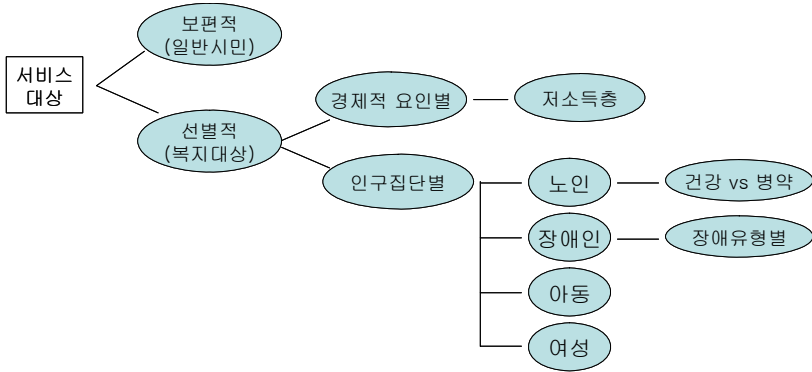 보편적
(일반시민)
서비스
대상
경제적 요인별
저소득층
선별적
(복지대상)
인구집단별
노인
건강 vs 병약
장애인
장애유형별
아동
여성